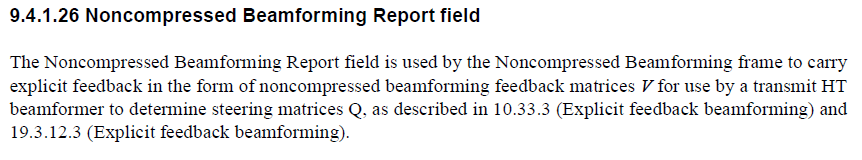 9.4.1.26 Noncompressed Beamforming Report field
The Noncompressed Beamforming Report field is used by the Noncompressed Beamforming frame to carry
explicit feedback in the form of noncompressed beamforming feedback matrices V for use by a transmit HT
beamformer to determine steering matrices Q, as described in 10.33.3 (Explicit feedback beamforming) and
19.3.12.3 (Explicit feedback beamforming).